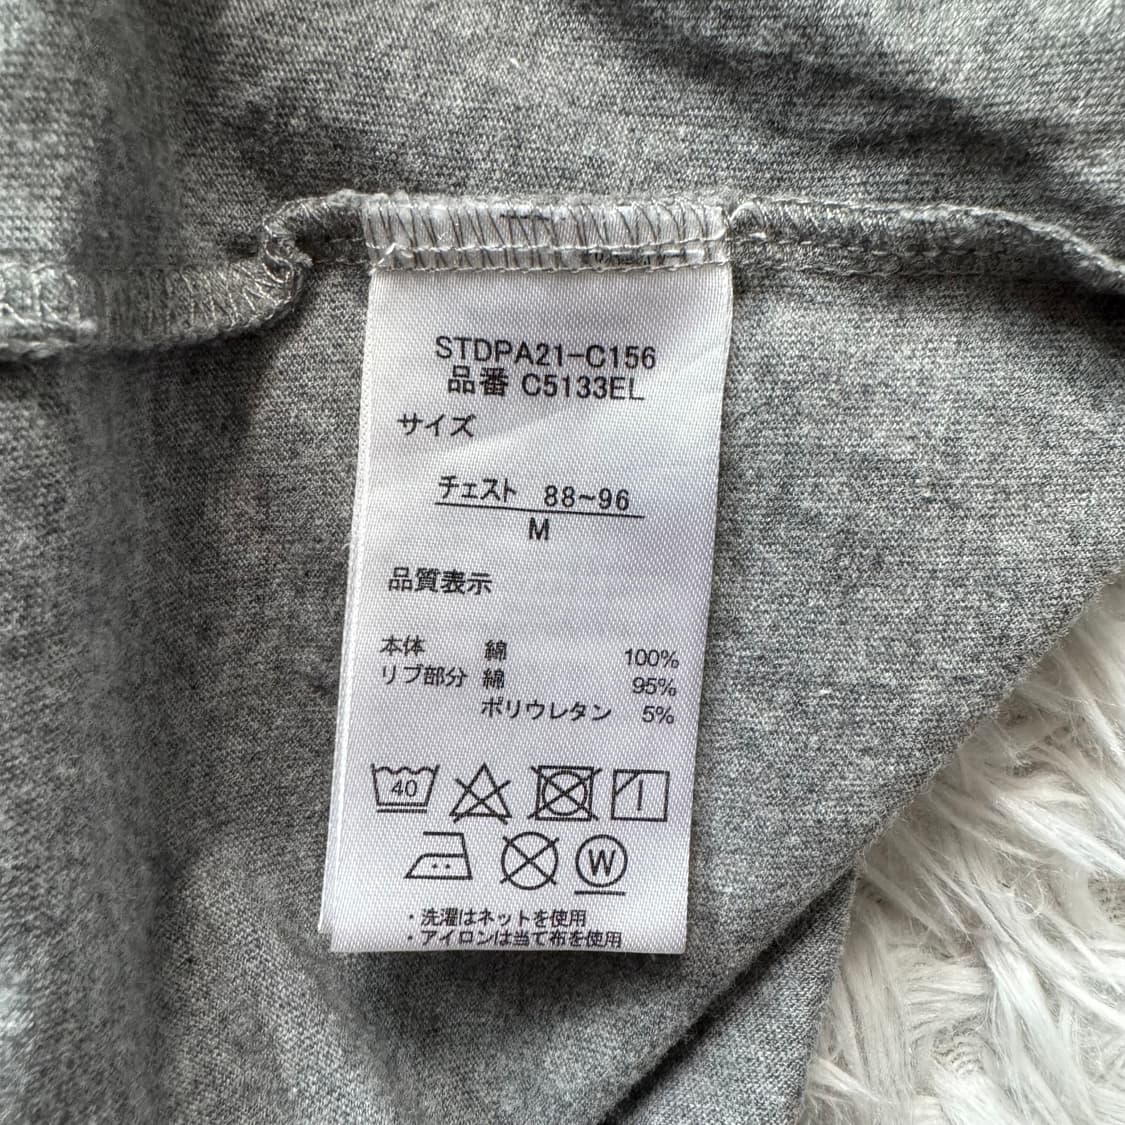 STDPA21-C156
品番 C5133EL
サイズ
チェスト 88~96
M
品質表示
本体 綿 100%
リブ部分 綿 95%
ポリウレタン 5%
40
W
・洗濯はネットを使用
・アイロンは当て布を使用